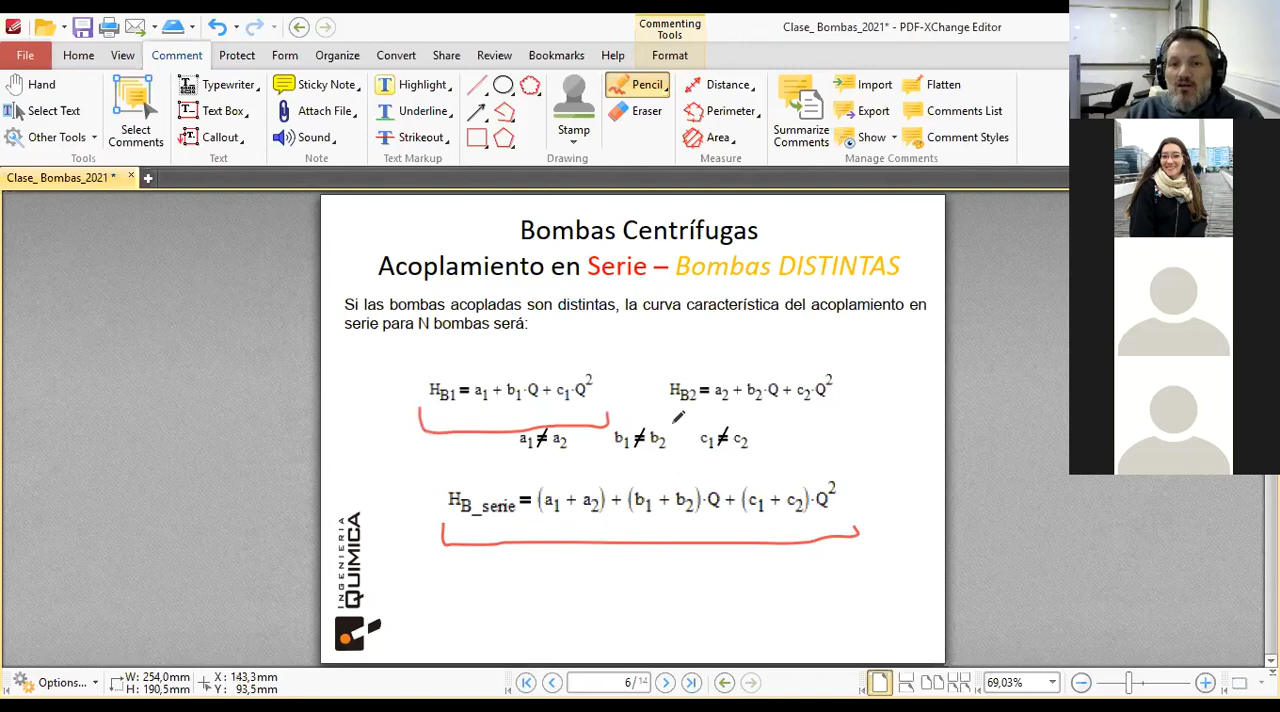 Commenting Tools
Clase_Bombas_2021* - PDF-XChange Editor
File Home View Comment Protect Form Organize Convert Share Review Bookmarks Help Format
Hand
Select Text
Other Tools
Select Comments
Tools
Typewriter
Text Box
Callout
Text
Sticky Note
Attach File
Sound
Note
Highlight
Underline
Strikeout
Text Markup
Stamp
Pencil
Eraser
Drawing
Distance
Perimeter
Area
Measure
Summarize Comments
Import
Export
Show
Flatten
Comments List
Comment Styles
Manage Comments
Clase_ Bombas_2021 *
Bombas Centrífugas
Acoplamiento en Serie – Bombas DISTINTAS
Si las bombas acopladas son distintas, la curva característica del acoplamiento en
serie para N bombas será:
H_B1 = a₁ + b₁·Q + c₁·Q² H_B2 = a₂ + b₂·Q + c₂·Q²
a₁ ≠ a₂ b₁ ≠ b₂ c₁ ≠ c₂
H_B_serie = (a₁ + a₂) + (b₁ + b₂)·Q + (c₁ + c₂)·Q²
INGENIERIA
QUIMICA
Options...
W: 254,0mm
H: 190,5mm
X: 143,3mm
Y: 93,5mm
6 / 14
69,03%